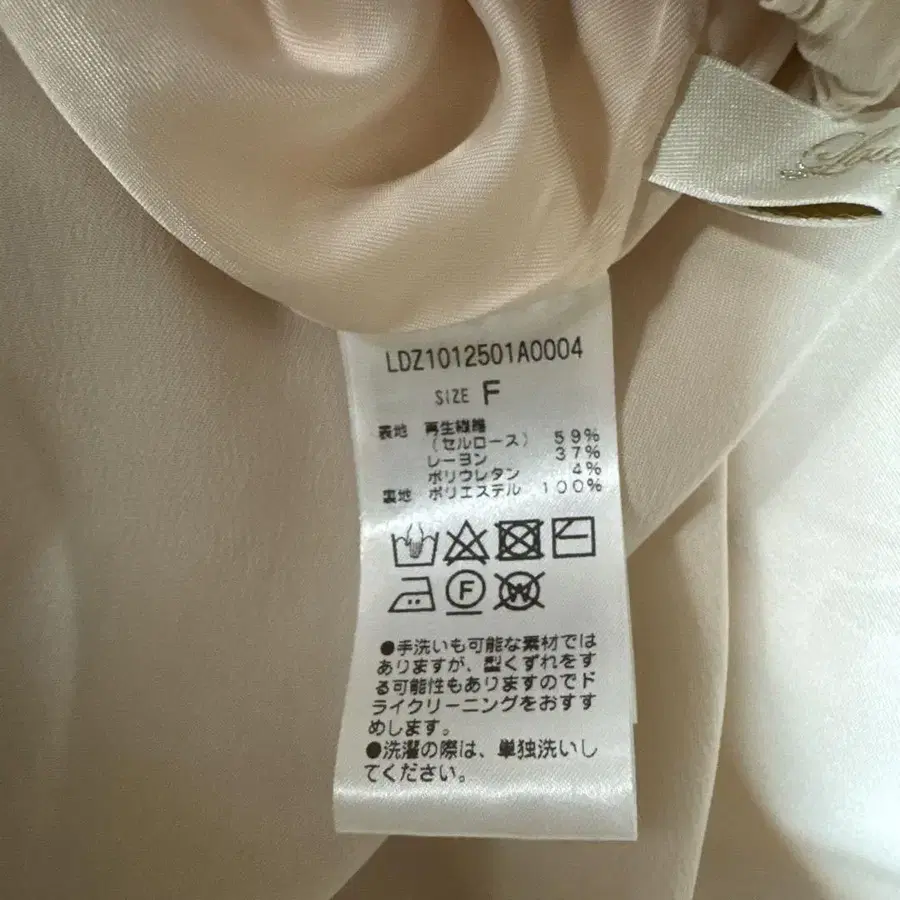 LDZ1012501A0004
SIZE F
表地 再生繊維
(セルロース) 59%
レーヨン 37%
ポリウレタン 4%
裏地 ポリエステル 100%
F
W
●手洗いも可能な素材では
ありますが、型くずれをす
る可能性もありますのでド
ライクリーニングをおすす
めします。
●洗濯の際は、単独洗いし
てください。